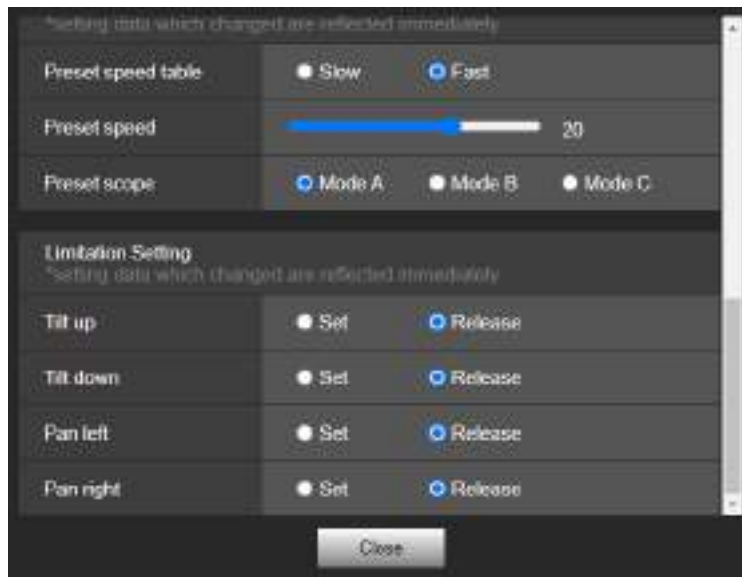 *setting data which changed are reflected immediately
Preset speed table Slow Fast
Preset speed 20
Preset scope Mode A Mode B Mode C
Limitation Setting
*setting data which changed are reflected immediately
Tilt up Set Release
Tilt down Set Release
Pan left Set Release
Pan right Set Release
Close